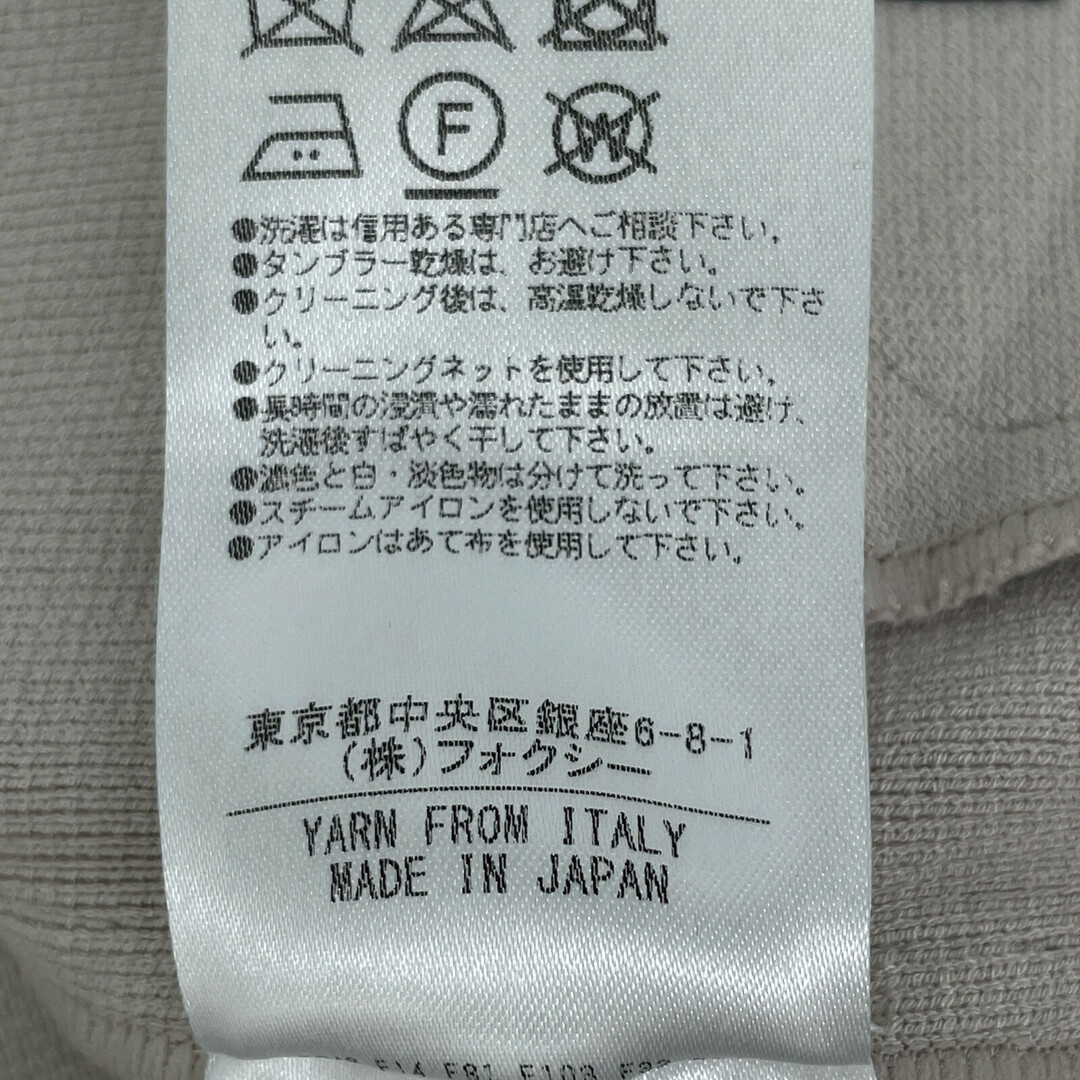 F
W
●洗濯は信用ある専門店へご相談下さい。
●タンブラー乾燥は、お避け下さい。
●クリーニング後は、高温乾燥しないで下さ
い。
●クリーニングネットを使用して下さい。
●長時間の浸漬や濡れたままの放置は避け、
洗濯後すばやく干して下さい。
●濃色と白・淡色物は分けて洗って下さい。
●スチームアイロンを使用しないで下さい。
●アイロンはあて布を使用して下さい。
東京都中央区銀座6-8-1
(株)フォクシー
YARN FROM ITALY
MADE IN JAPAN
F14 F81 F103